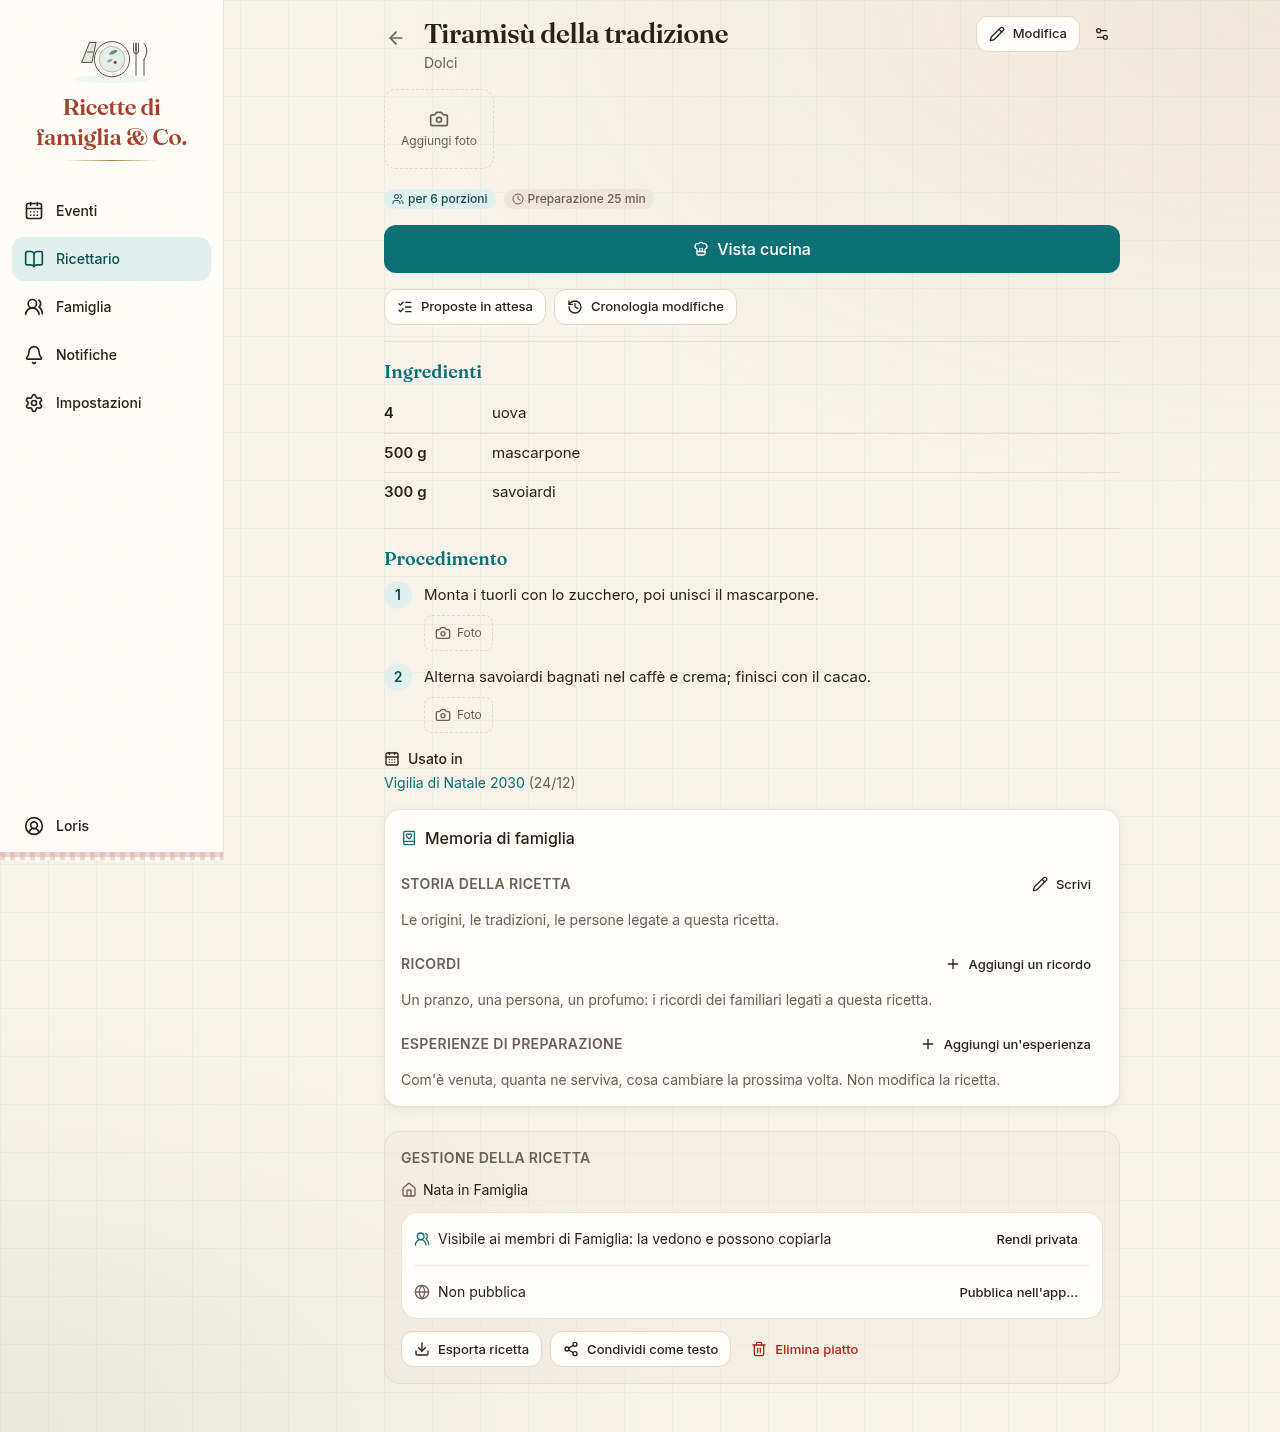 Ricette di
famiglia & Co.
Eventi
Ricettario
Famiglia
Notifiche
Impostazioni
Loris
Tiramisù della tradizione
Dolci
Modifica
Aggiungi foto
per 6 porzioni
Preparazione 25 min
Vista cucina
Proposte in attesa
Cronologia modifiche
Ingredienti
4 uova
500 g mascarpone
300 g savoiardi
Procedimento
1 Monta i tuorli con lo zucchero, poi unisci il mascarpone.
Foto
2 Alterna savoiardi bagnati nel caffè e crema; finisci con il cacao.
Foto
Usato in
Vigilia di Natale 2030 (24/12)
Memoria di famiglia
STORIA DELLA RICETTA
Scrivi
Le origini, le tradizioni, le persone legate a questa ricetta.
RICORDI
Aggiungi un ricordo
Un pranzo, una persona, un profumo: i ricordi dei familiari legati a questa ricetta.
ESPERIENZE DI PREPARAZIONE
Aggiungi un'esperienza
Com'è venuta, quanta ne serviva, cosa cambiare la prossima volta. Non modifica la ricetta.
GESTIONE DELLA RICETTA
Nata in Famiglia
Visibile ai membri di Famiglia: la vedono e possono copiarla
Rendi privata
Non pubblica
Pubblica nell'app…
Esporta ricetta
Condividi come testo
Elimina piatto